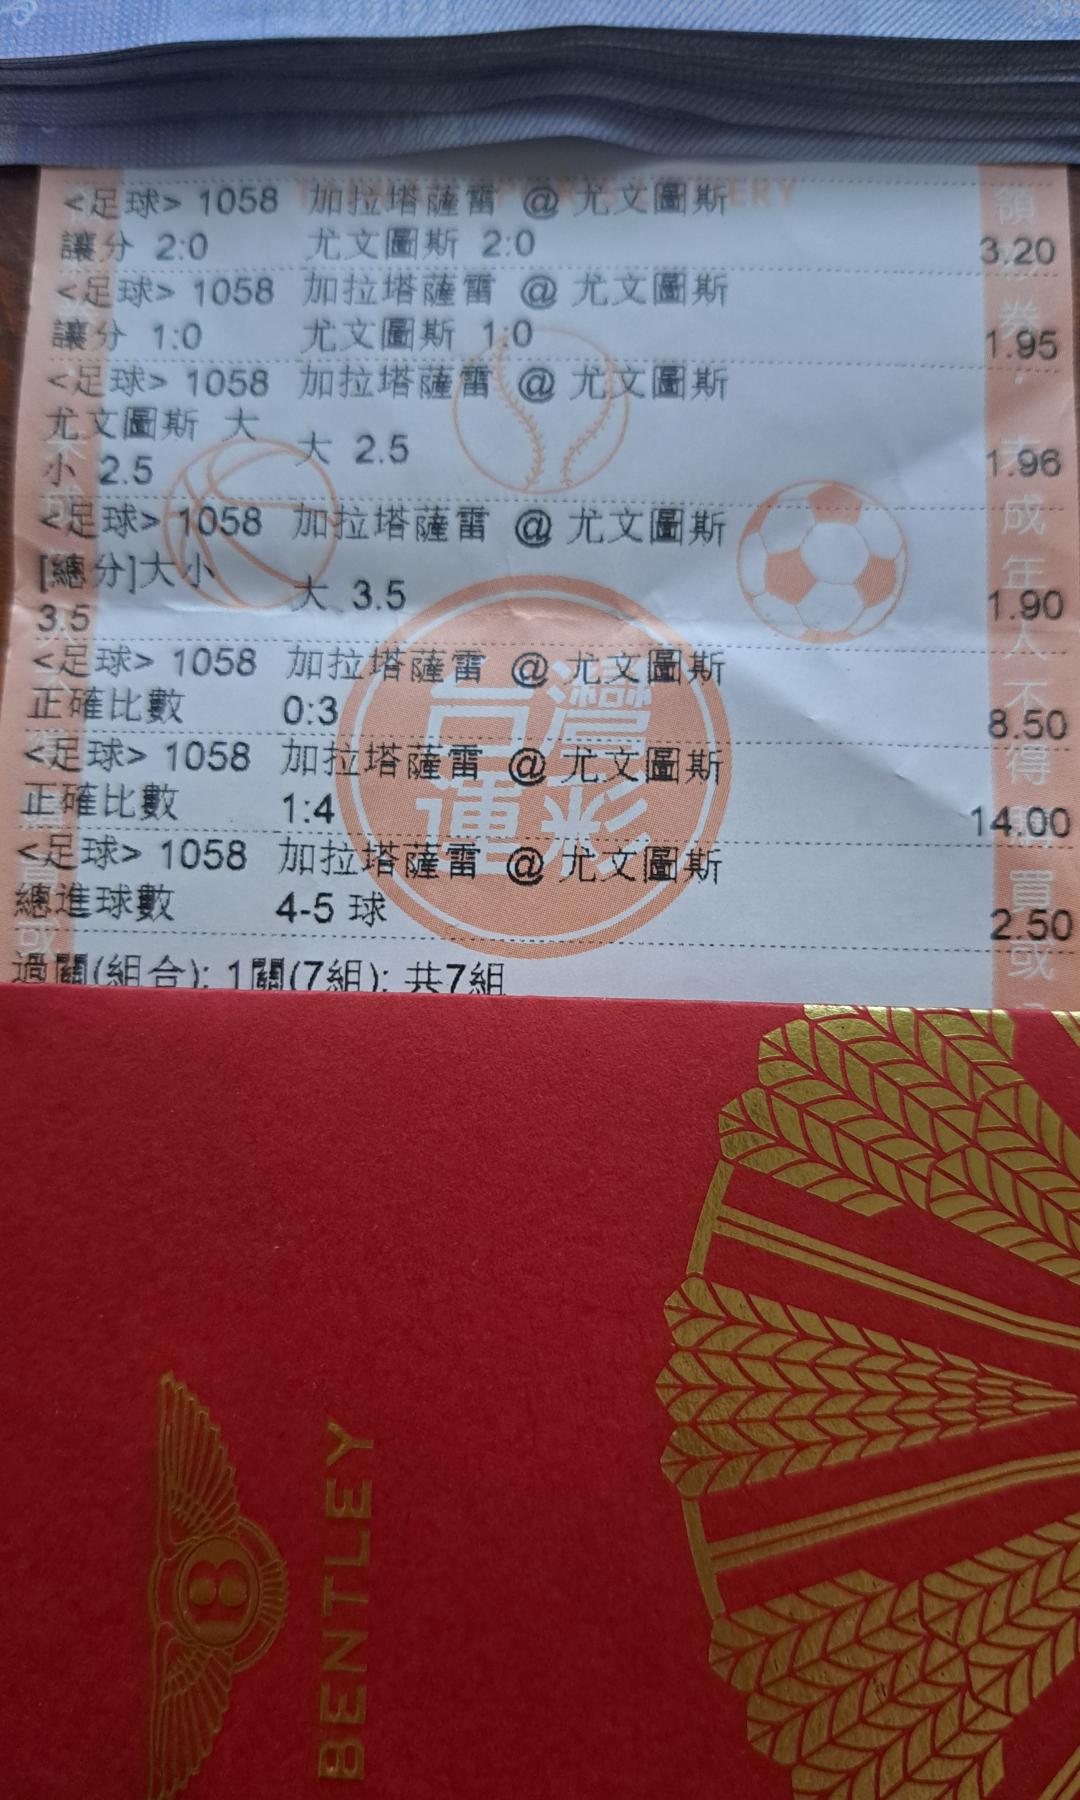 <足球> 1058 加拉塔薩雷 @ 尤文圖斯
讓分 2:0 尤文圖斯 2:0 3.20
<足球> 1058 加拉塔薩雷 @ 尤文圖斯
讓分 1:0 尤文圖斯 1:0 1.95
<足球> 1058 加拉塔薩雷 @ 尤文圖斯
尤文圖斯 大
小 2.5 大 2.5 1.96
<足球> 1058 加拉塔薩雷 @ 尤文圖斯
[總分]大小
3.5 大 3.5 1.90
<足球> 1058 加拉塔薩雷 @ 尤文圖斯
正確比數 0:3 8.50
<足球> 1058 加拉塔薩雷 @ 尤文圖斯
正確比數 1:4 14.00
<足球> 1058 加拉塔薩雷 @ 尤文圖斯
總進球數 4-5 球 2.50
過關(組合): 1關(7組): 共7組
台灣
運彩
B
BENTLEY